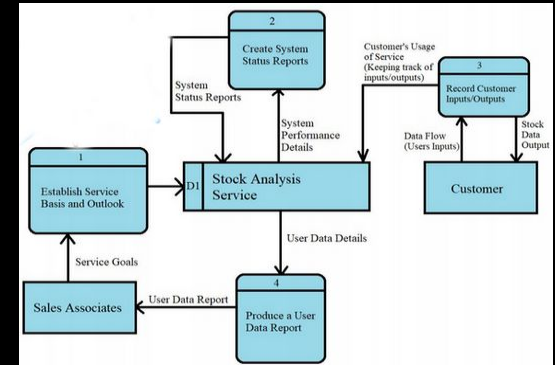 2
Create System
Status Reports
Customer's Usage
of Service
(Keeping track of
inputs/outputs)
3
Record Customer
Inputs/Outputs
System
Status Reports
System
Performance
Details
Data Flow
(Users Inputs)
Stock
Data
Output
1
Establish Service
Basis and Outlook
D1
Stock Analysis
Service
Customer
User Data Details
Service Goals
4
Produce a User
Data Report
User Data Report
Sales Associates